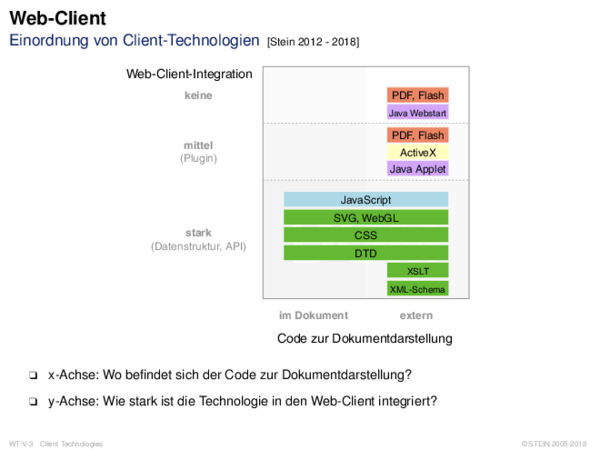 Web-Client
Einordnung von Client-Technologien [Stein 2012 - 2018]
Web-Client-Integration
keine
PDF, Flash
Java Webstart
mittel
(Plugin)
PDF, Flash
ActiveX
Java Applet
stark
(Datenstruktur, API)
JavaScript
SVG, WebGL
CSS
DTD
XSLT
XML-Schema
im Dokument extern
Code zur Dokumentdarstellung
❑ x-Achse: Wo befindet sich der Code zur Dokumentdarstellung?
❑ y-Achse: Wie stark ist die Technologie in den Web-Client integriert?
WT:V-3 Client Technologies © STEIN 2005-2018